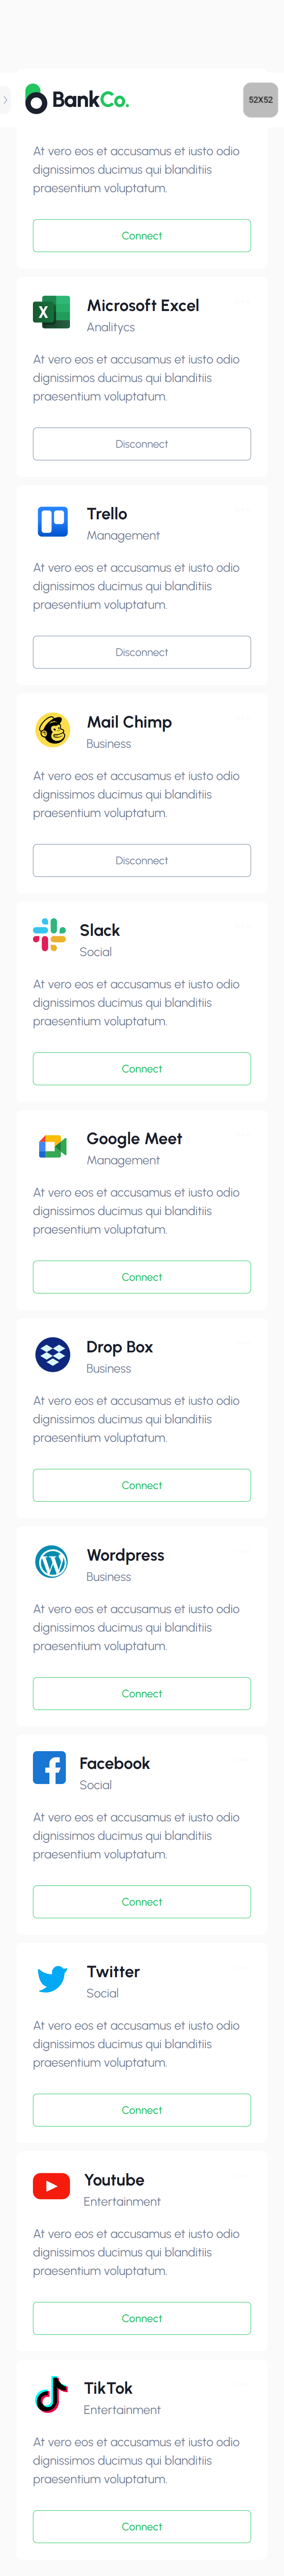 BankCo.
52X52
At vero eos et accusamus et iusto odio
dignissimos ducimus qui blanditiis
praesentium voluptatum.
Connect
Microsoft Excel
Analitycs
At vero eos et accusamus et iusto odio
dignissimos ducimus qui blanditiis
praesentium voluptatum.
Disconnect
Trello
Management
At vero eos et accusamus et iusto odio
dignissimos ducimus qui blanditiis
praesentium voluptatum.
Disconnect
Mail Chimp
Business
At vero eos et accusamus et iusto odio
dignissimos ducimus qui blanditiis
praesentium voluptatum.
Disconnect
Slack
Social
At vero eos et accusamus et iusto odio
dignissimos ducimus qui blanditiis
praesentium voluptatum.
Connect
Google Meet
Management
At vero eos et accusamus et iusto odio
dignissimos ducimus qui blanditiis
praesentium voluptatum.
Connect
Drop Box
Business
At vero eos et accusamus et iusto odio
dignissimos ducimus qui blanditiis
praesentium voluptatum.
Connect
Wordpress
Business
At vero eos et accusamus et iusto odio
dignissimos ducimus qui blanditiis
praesentium voluptatum.
Connect
Facebook
Social
At vero eos et accusamus et iusto odio
dignissimos ducimus qui blanditiis
praesentium voluptatum.
Connect
Twitter
Social
At vero eos et accusamus et iusto odio
dignissimos ducimus qui blanditiis
praesentium voluptatum.
Connect
Youtube
Entertainment
At vero eos et accusamus et iusto odio
dignissimos ducimus qui blanditiis
praesentium voluptatum.
Connect
TikTok
Entertainment
At vero eos et accusamus et iusto odio
dignissimos ducimus qui blanditiis
praesentium voluptatum.
Connect